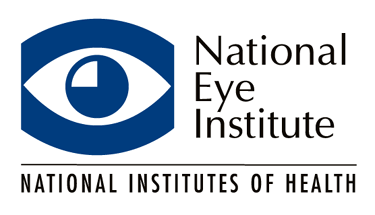 National
Eye
Institute
NATIONAL INSTITUTES OF HEALTH